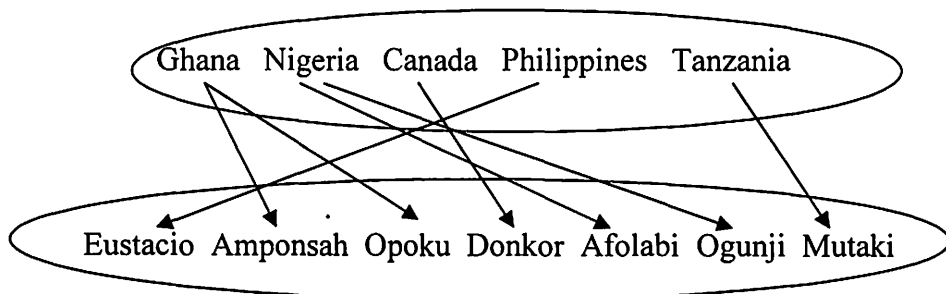 Ghana Nigeria Canada Philippines Tanzania
Eustacio Amponsah Opoku Donkor Afolabi Ogunji Mutaki